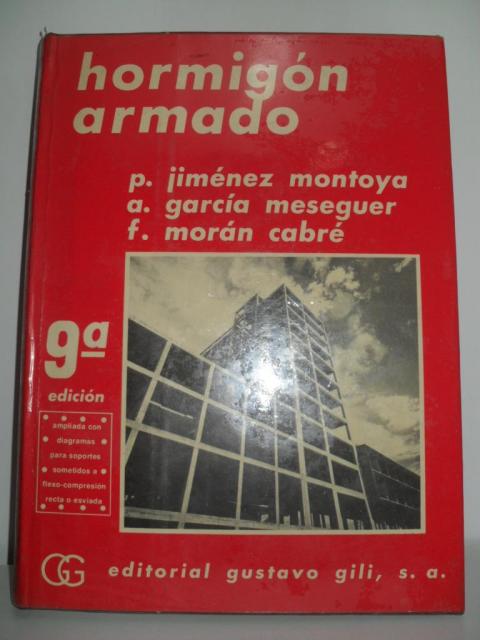 hormigón
armado
p. jiménez montoya
a. garcía meseguer
f. morán cabré
9ª
edición
ampliada con
diagramas
para soportes
sometidos a
flexo-compresión
recta o esviada
GG editorial gustavo gili, s. a.